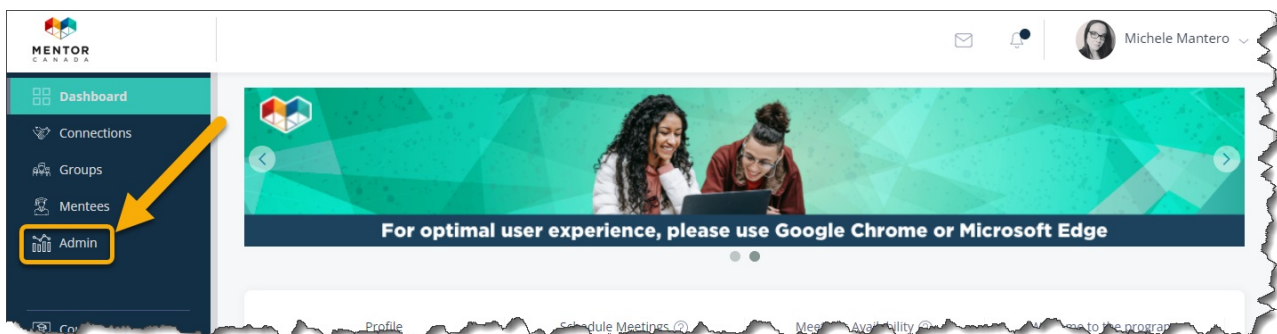 MENTOR
CANADA
Michele Mantero
Dashboard
Connections
Groups
Mentees
Admin
For optimal user experience, please use Google Chrome or Microsoft Edge
Profile
Schedule Meetings